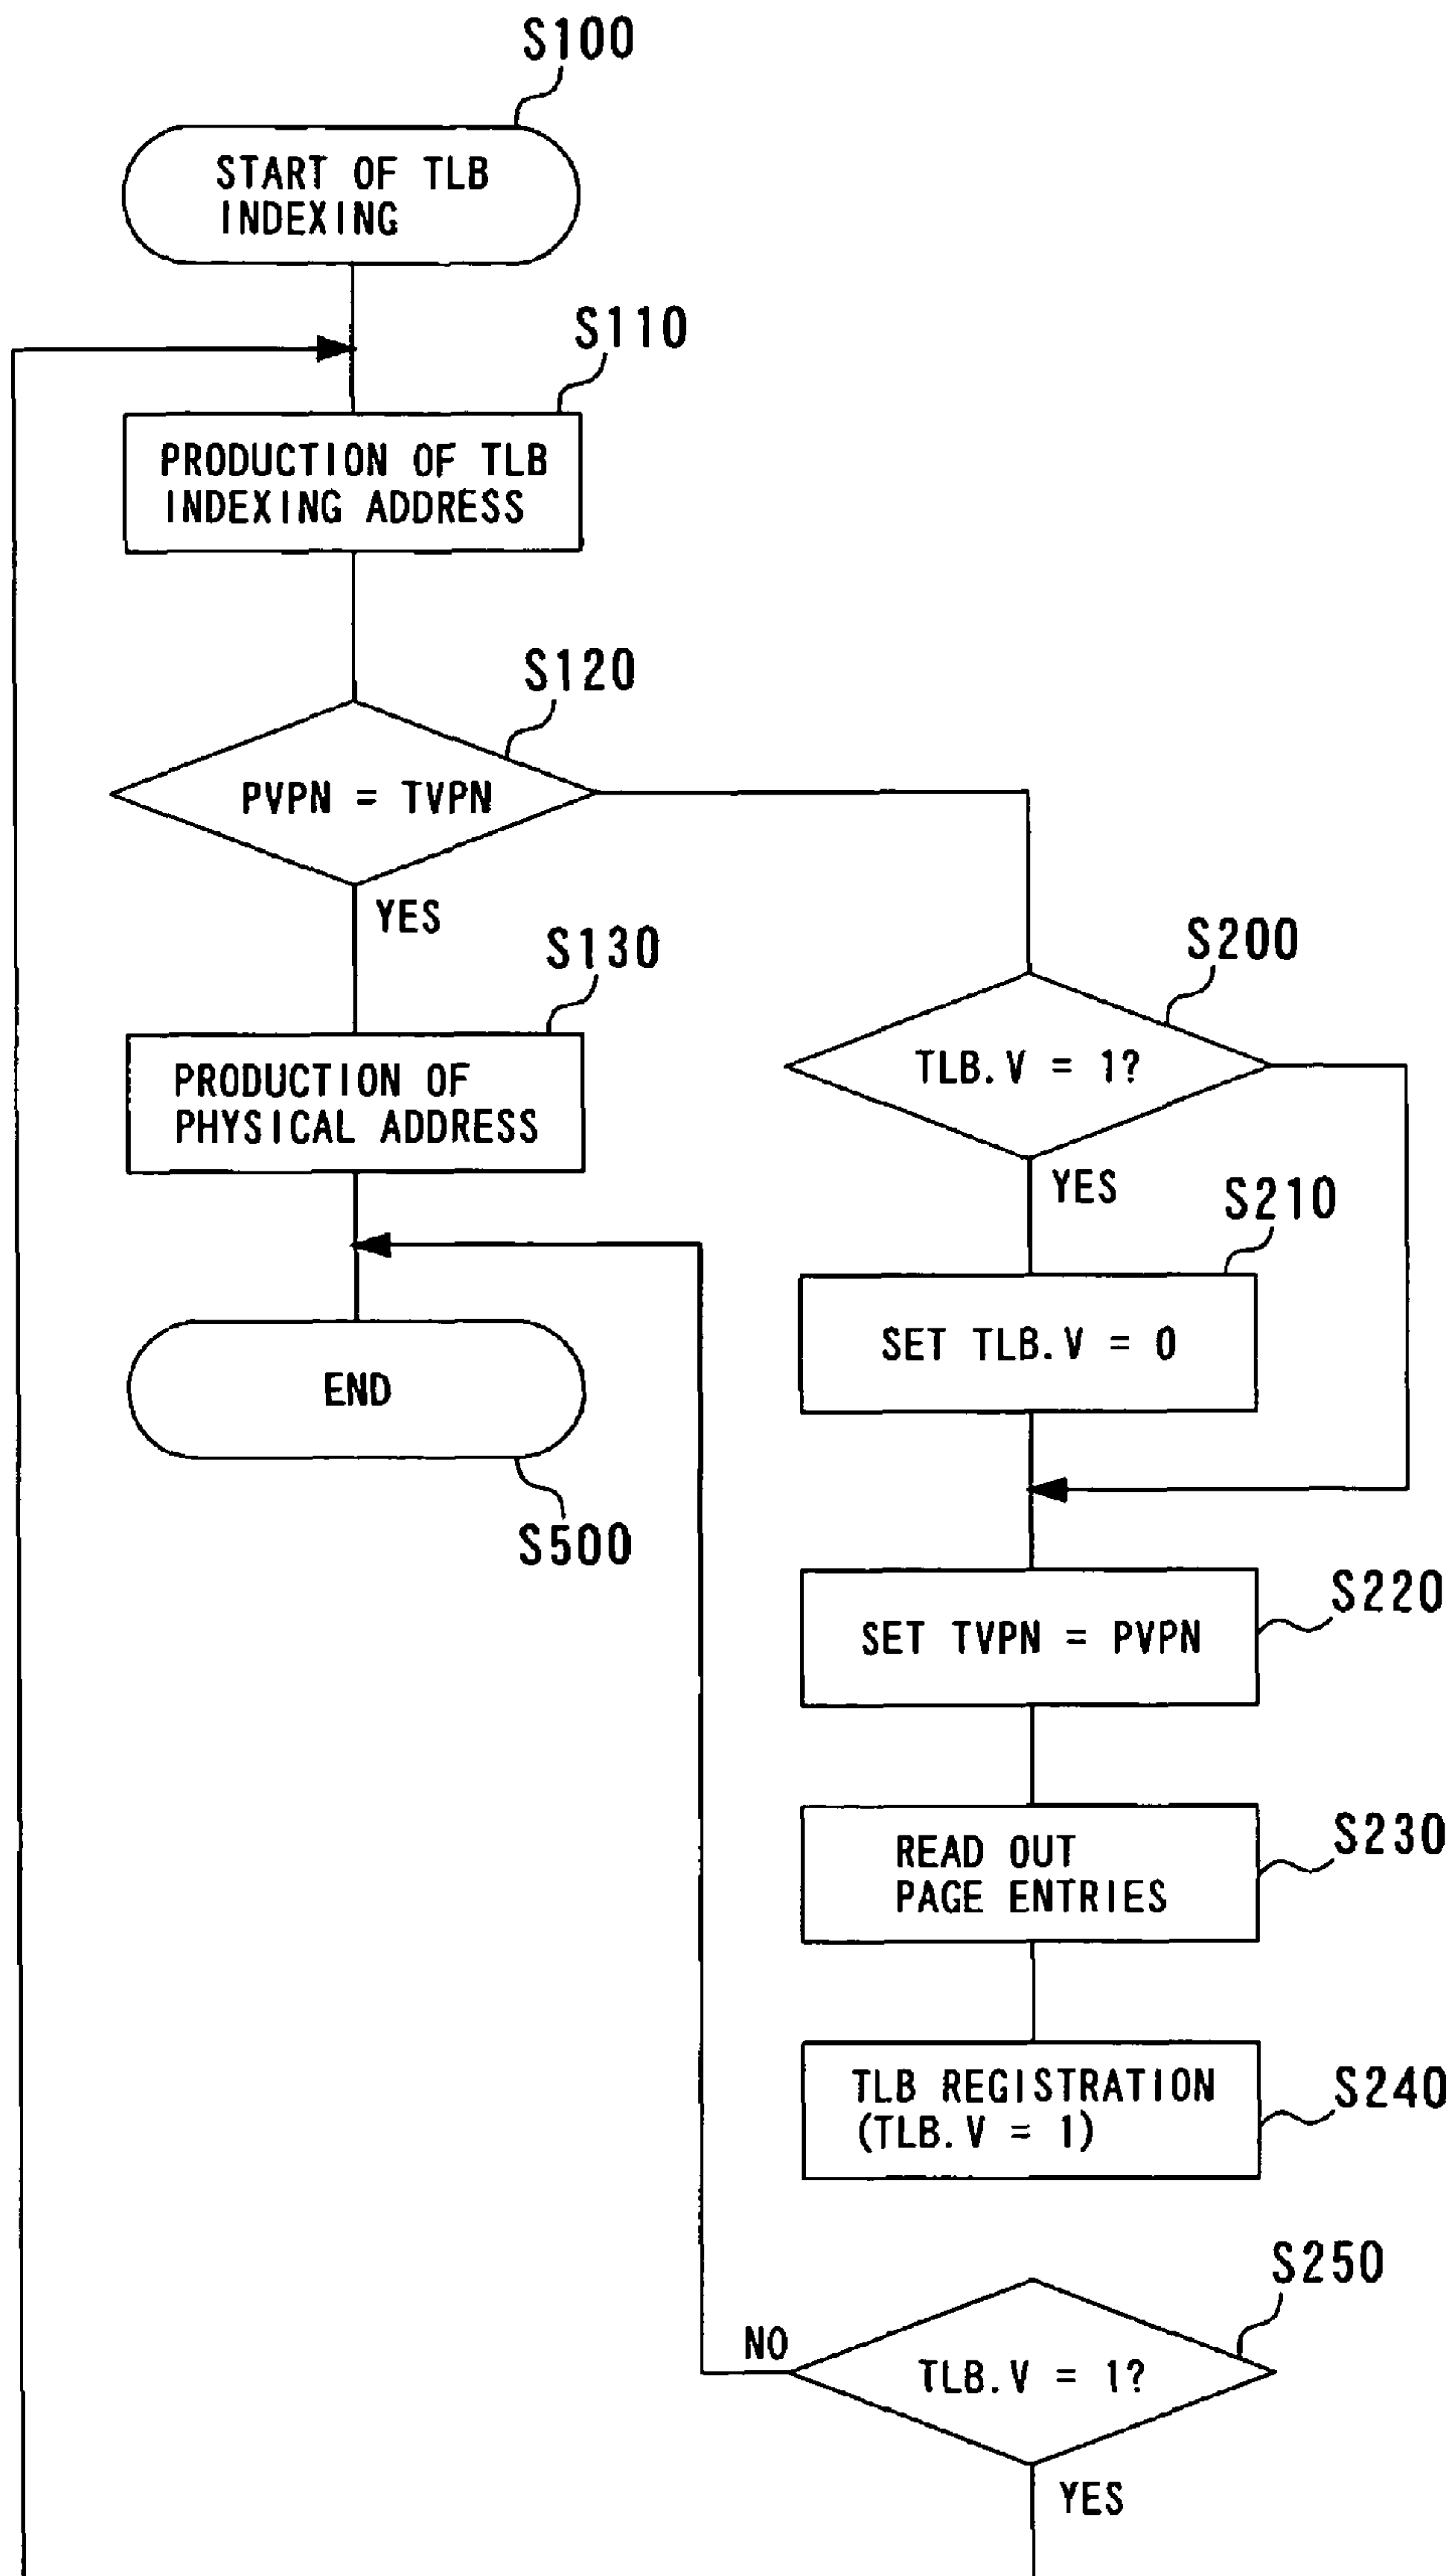 S100
START OF TLB
INDEXING
S110
PRODUCTION OF TLB
INDEXING ADDRESS
S120
PVPN = TVPN
YES
S130
PRODUCTION OF
PHYSICAL ADDRESS
END
S500
S200
TLB.V = 1?
YES
S210
SET TLB.V = 0
S220
SET TVPN = PVPN
S230
READ OUT
PAGE ENTRIES
S240
TLB REGISTRATION
(TLB.V = 1)
S250
NO
TLB.V = 1?
YES